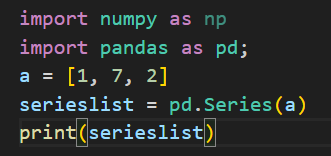 import numpy as np
import pandas as pd;
a = [1, 7, 2]
serieslist = pd.Series(a)
print(serieslist)